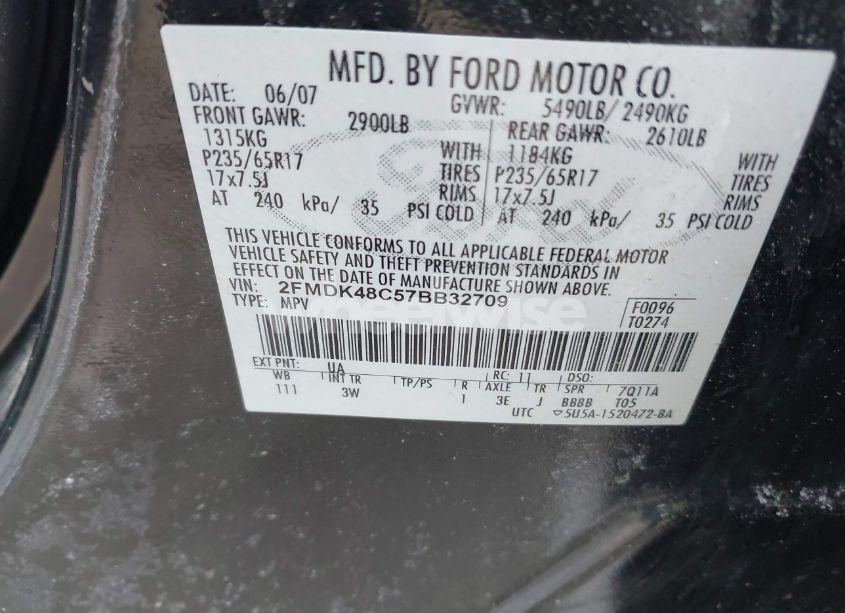 MFD. BY FORD MOTOR CO.
DATE: 06/07 GVWR: 5490LB/ 2490KG
FRONT GAWR: 2900LB REAR GAWR: 2610LB
1315KG WITH 1184KG WITH
P235/65R17 TIRES P235/65R17 TIRES
17x7.5J RIMS 17x7.5J RIMS
AT 240 kPa/ 35 PSI COLD AT 240 kPa/ 35 PSI COLD
Ford
THIS VEHICLE CONFORMS TO ALL APPLICABLE FEDERAL MOTOR
VEHICLE SAFETY AND THEFT PREVENTION STANDARDS IN
EFFECT ON THE DATE OF MANUFACTURE SHOWN ABOVE.
VIN: 2FMDK48C57BB32709 F0096
TYPE: MPV T0274
EXT PNT: UA RC: 11 DSO:
WB INT TR TP/PS R AXLE TR SPR 7Q11A
111 3W 1 3E J BBBB T05
UTC ▽5U5A-1520472-BA